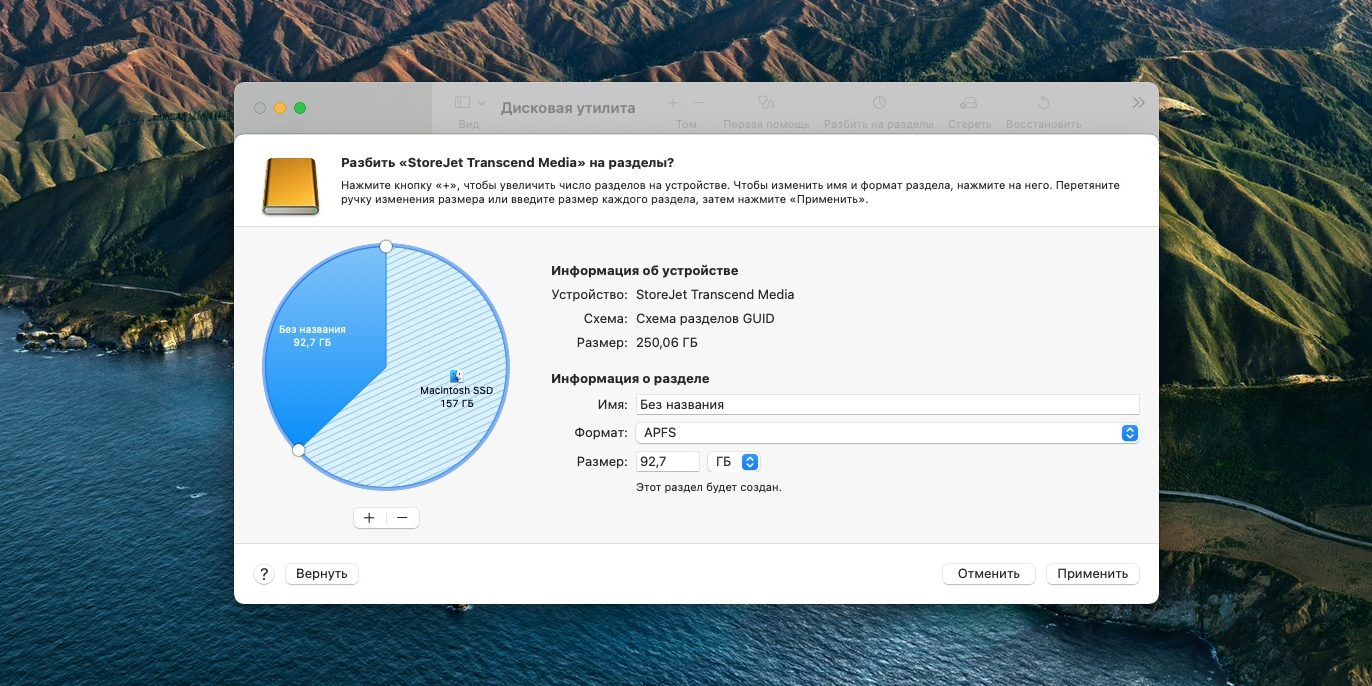 Дисковая утилита
Вид
Том
Первая помощь
Разбить на разделы
Стереть
Восстановить
Разбить «StoreJet Transcend Media» на разделы?
Нажмите кнопку «+», чтобы увеличить число разделов на устройстве. Чтобы изменить имя и формат раздела, нажмите на него. Перетяните
ручку изменения размера или введите размер каждого раздела, затем нажмите «Применить».
Без названия
92,7 ГБ
Macintosh SSD
157 ГБ
Информация об устройстве
Устройство: StoreJet Transcend Media
Схема: Схема разделов GUID
Размер: 250,06 ГБ
Информация о разделе
Имя: Без названия
Формат: APFS
Размер: 92,7 ГБ
Этот раздел будет создан.
+ −
? Вернуть
Отменить
Применить